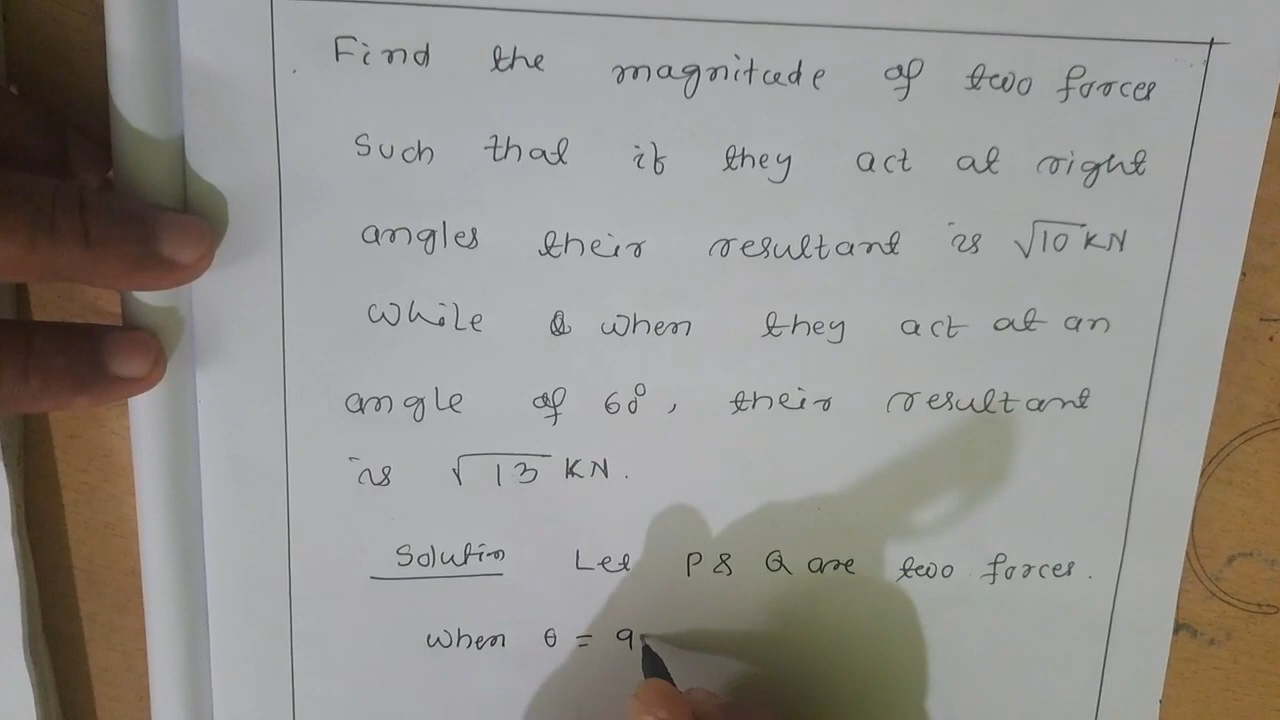 Find the magnitude of two forces
such that if they act at right
angles their resultant is √10 KN
while & when they act at an
angle of 60°, their resultant
is √13 KN.
Solution Let P & Q are two forces.
When θ = 9